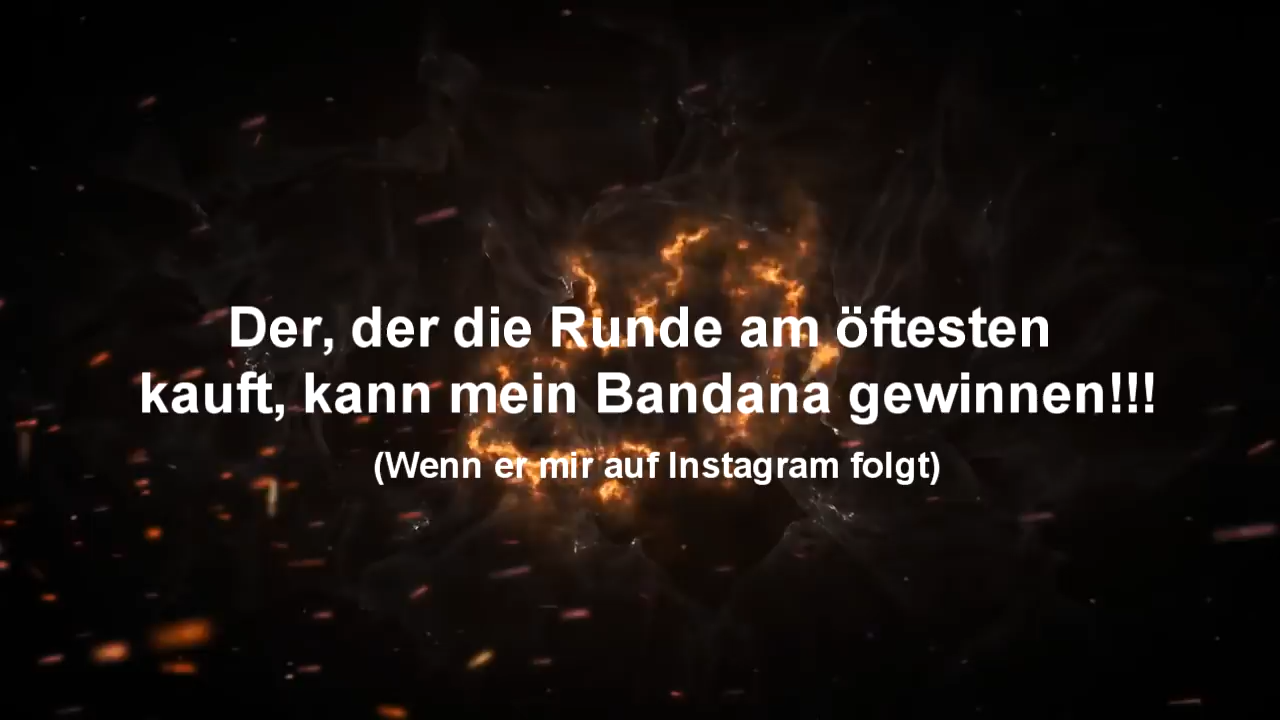 Der, der die Runde am öftesten
kauft, kann mein Bandana gewinnen!!!
(Wenn er mir auf Instagram folgt)